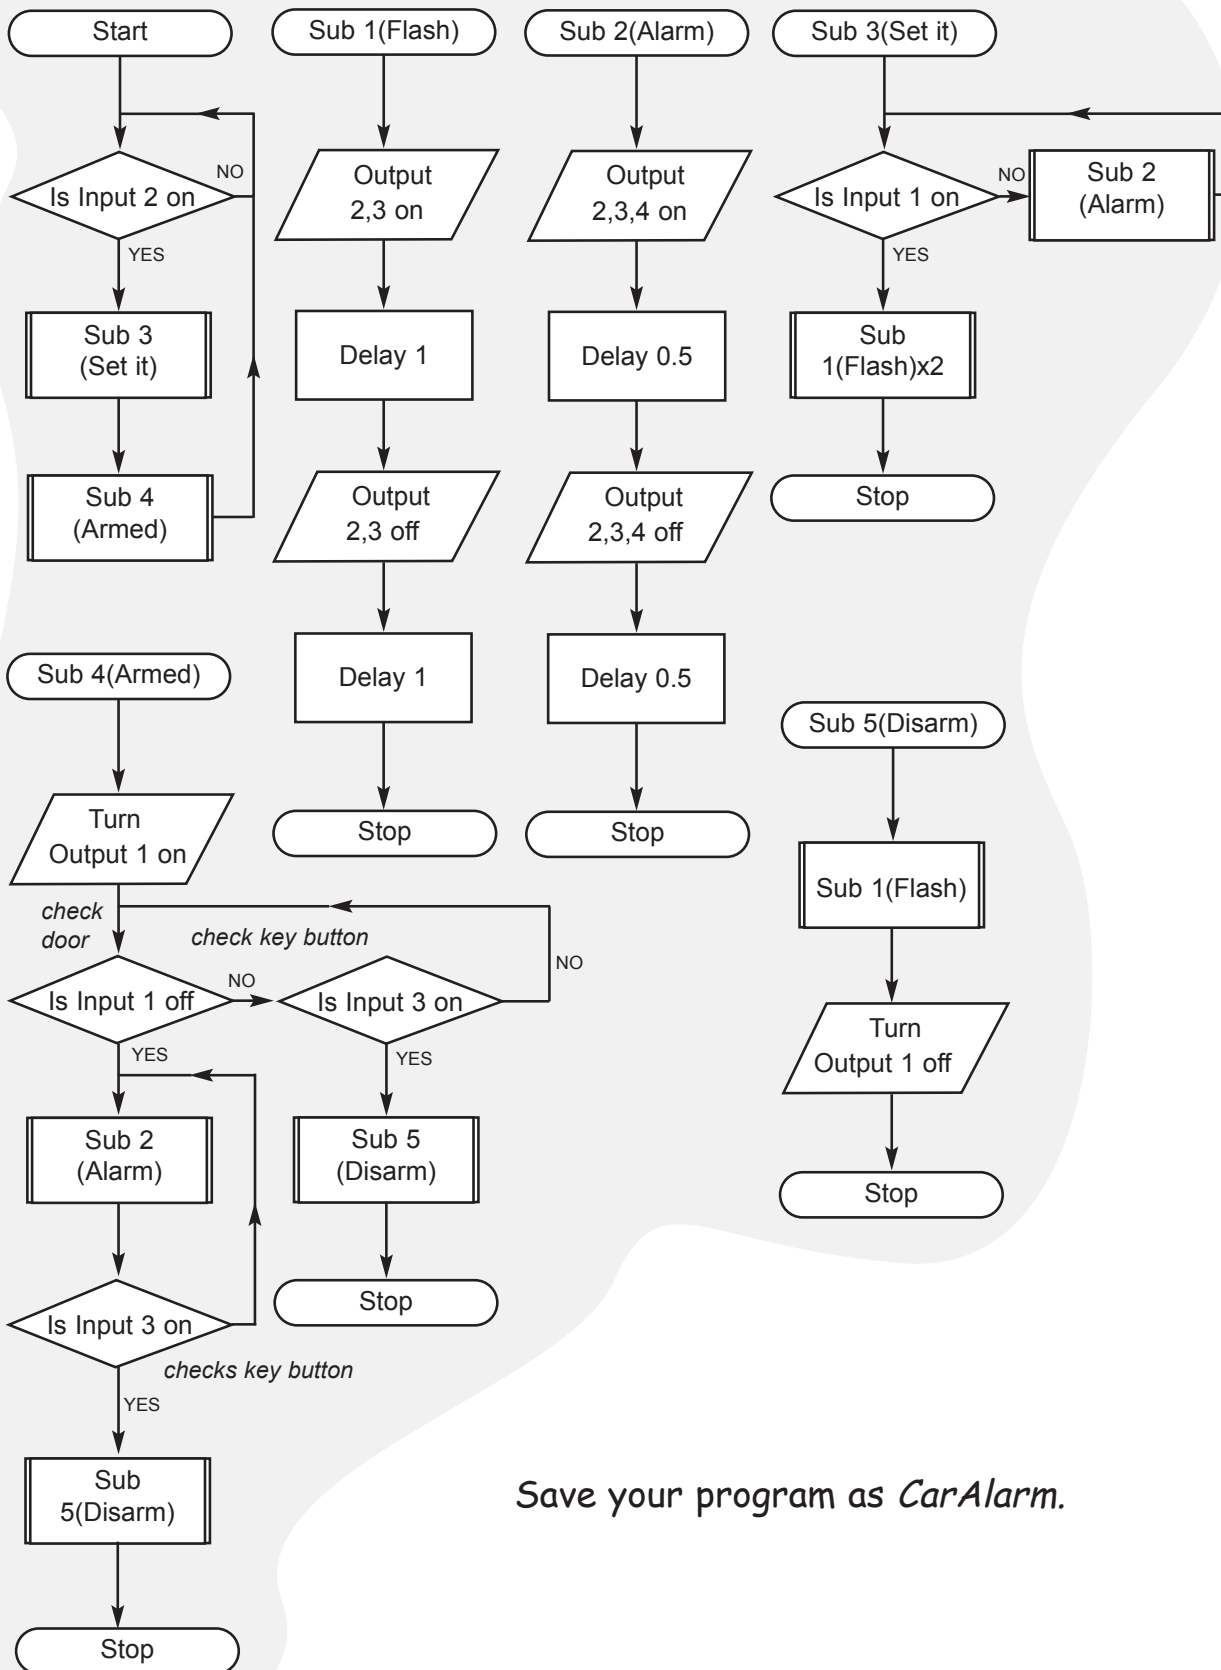 Start
Is Input 2 on
NO
YES
Sub 3
(Set it)
Sub 4
(Armed)
Sub 1(Flash)
Output
2,3 on
Delay 1
Output
2,3 off
Delay 1
Stop
Sub 2(Alarm)
Output
2,3,4 on
Delay 0.5
Output
2,3,4 off
Delay 0.5
Stop
Sub 3(Set it)
Is Input 1 on
NO
Sub 2
(Alarm)
YES
Sub
1(Flash)x2
Stop
Sub 4(Armed)
Turn
Output 1 on
check
door
check key button
Is Input 1 off
NO
Is Input 3 on
NO
YES
Sub 2
(Alarm)
Is Input 3 on
checks key button
YES
Sub
5(Disarm)
Stop
YES
Sub 5
(Disarm)
Stop
Sub 5(Disarm)
Sub 1(Flash)
Turn
Output 1 off
Stop
Save your program as CarAlarm.